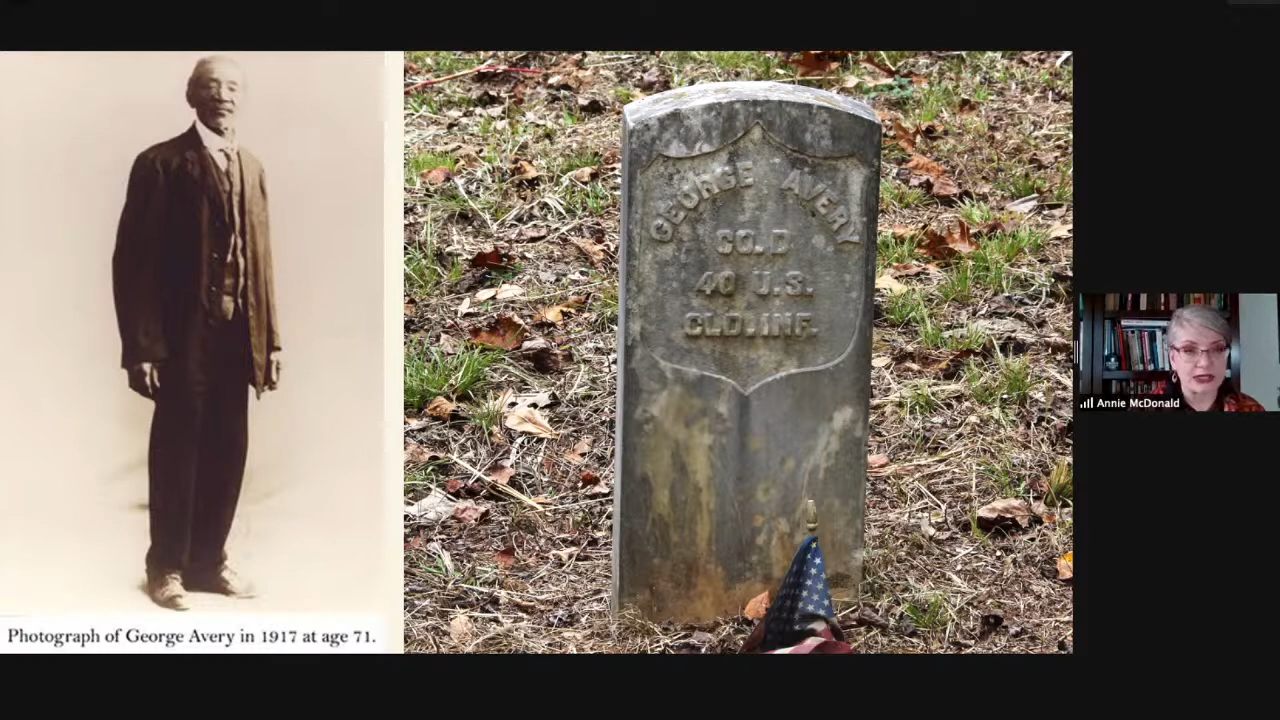 Photograph of George Avery in 1917 at age 71.
GEORGE AVERY
CO. D
40 U.S.
CLD. INF.
Annie McDonald